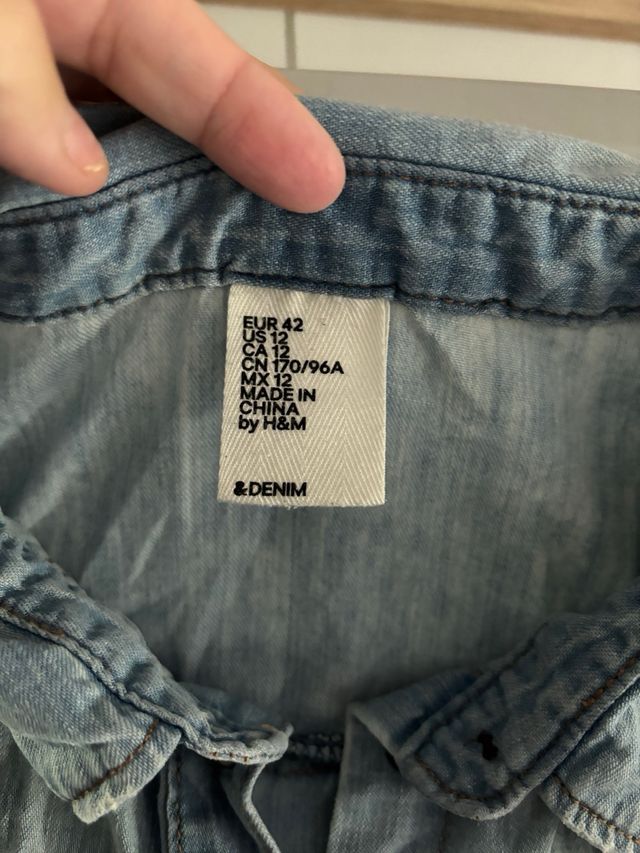 EUR 42
US 12
CA 12
CN 170/96A
MX 12
MADE IN
CHINA
by H&M
&DENIM